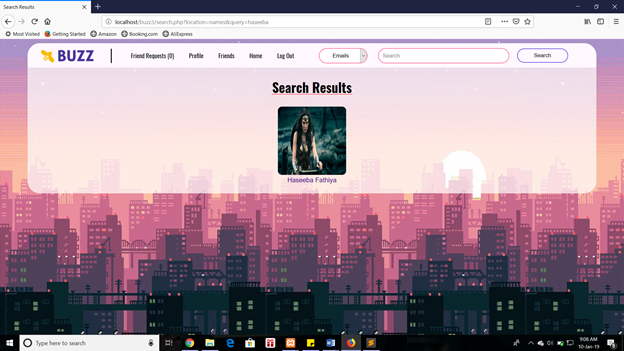 Search Results
localhost/buzz3/search.php?location=names&query=haseeba
Most Visited Getting Started Amazon Booking.com AliExpress
BUZZ Friend Requests (0) Profile Friends Home Log Out Emails Search Search
Search Results
Haseeba Fathiya
Type here to search
9:08 AM
10-Jan-19